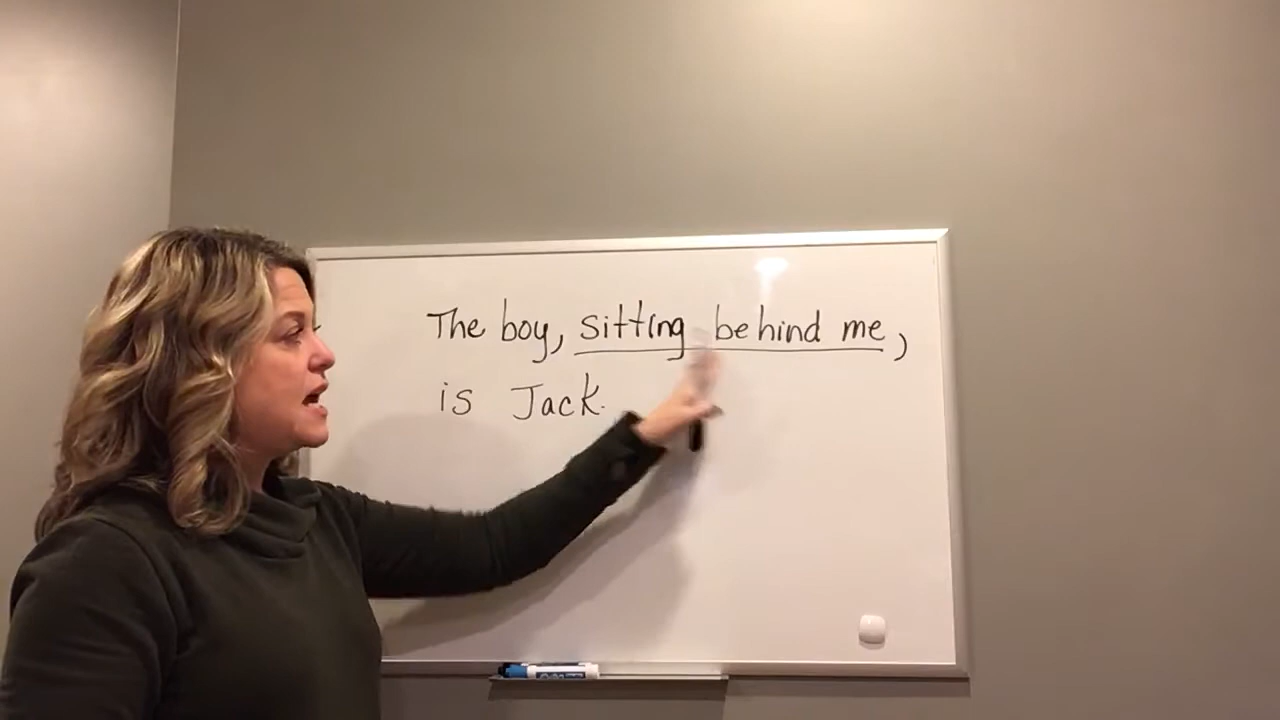 The boy, sitting behind me,
is Jack.